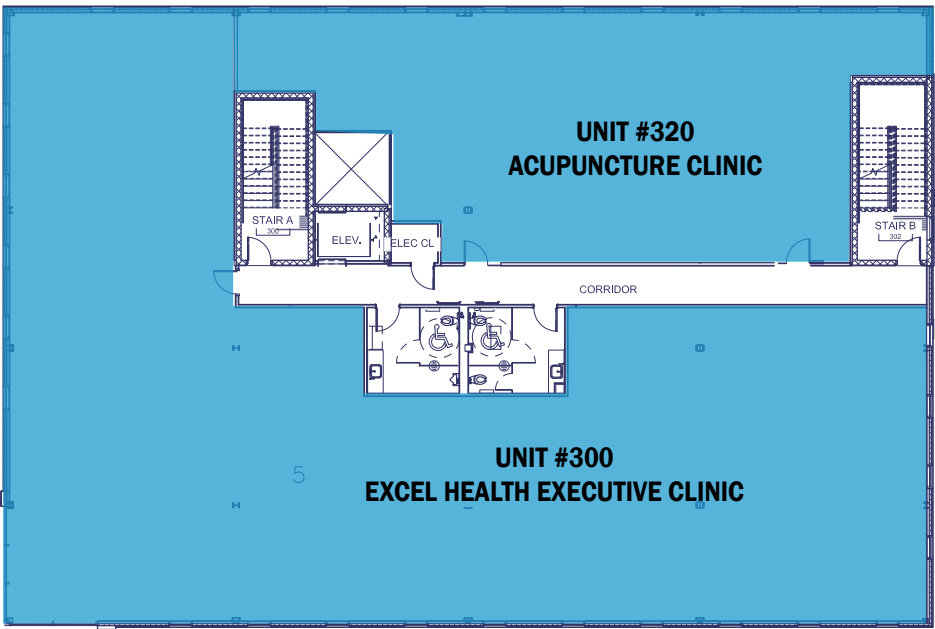 UNIT #320
ACUPUNCTURE CLINIC
STAIR A
300
ELEV.
ELEC CL
STAIR B
302
CORRIDOR
UNIT #300
EXCEL HEALTH EXECUTIVE CLINIC
5